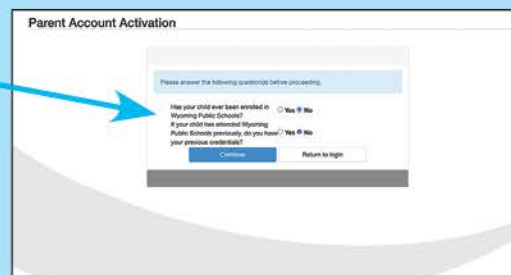 Parent Account Activation
Please answer the following question(s) before proceeding.
Has your child ever been enrolled in
Wyoming Public Schools?
Yes No
If your child has attended Wyoming
Public Schools previously, do you have
your previous credentials?
Yes No
Continue Return to login